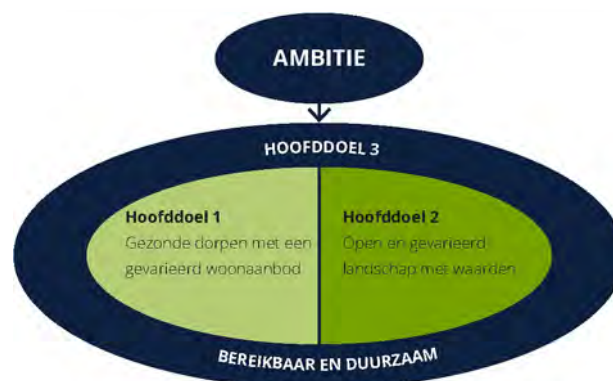 AMBITIE
HOOFDDOEL 3
Hoofddoel 1
Gezonde dorpen met een
gevarieerd woonaanbod
Hoofddoel 2
Open en gevarieerd
landschap met waarden
BEREIKBAAR EN DUURZAAM